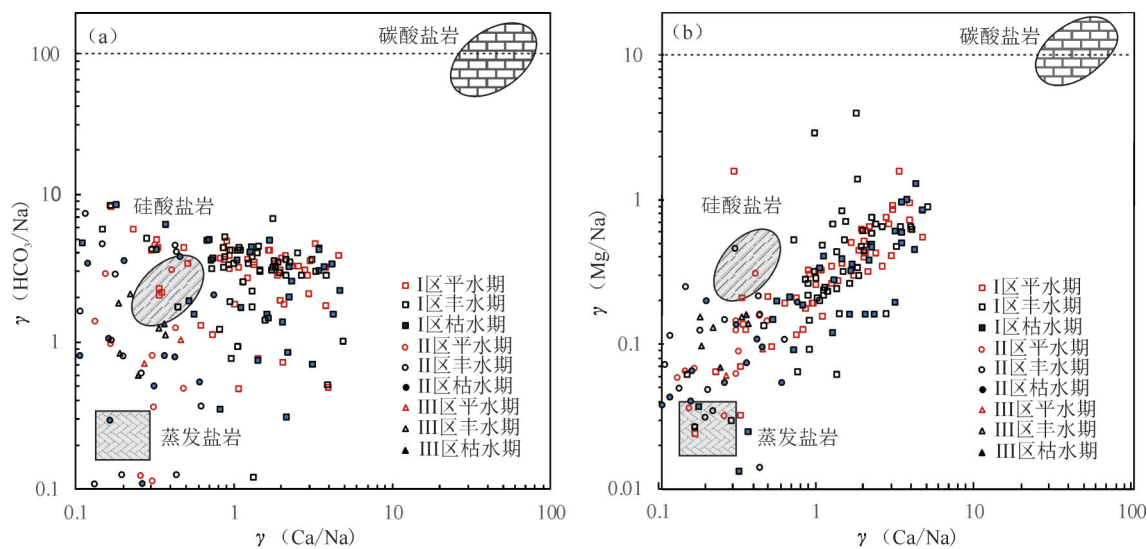 (a)
碳酸盐岩
100
10
1
0.1
γ (HCO₃/Na)
硅酸盐岩
蒸发盐岩
I区平水期
I区丰水期
I区枯水期
II区平水期
II区丰水期
II区枯水期
III区平水期
III区丰水期
III区枯水期
0.1 1 10 100
γ (Ca/Na)
(b)
碳酸盐岩
10
1
0.1
0.01
γ (Mg/Na)
硅酸盐岩
蒸发盐岩
I区平水期
I区丰水期
I区枯水期
II区平水期
II区丰水期
II区枯水期
III区平水期
III区丰水期
III区枯水期
0.1 1 10 100
γ (Ca/Na)